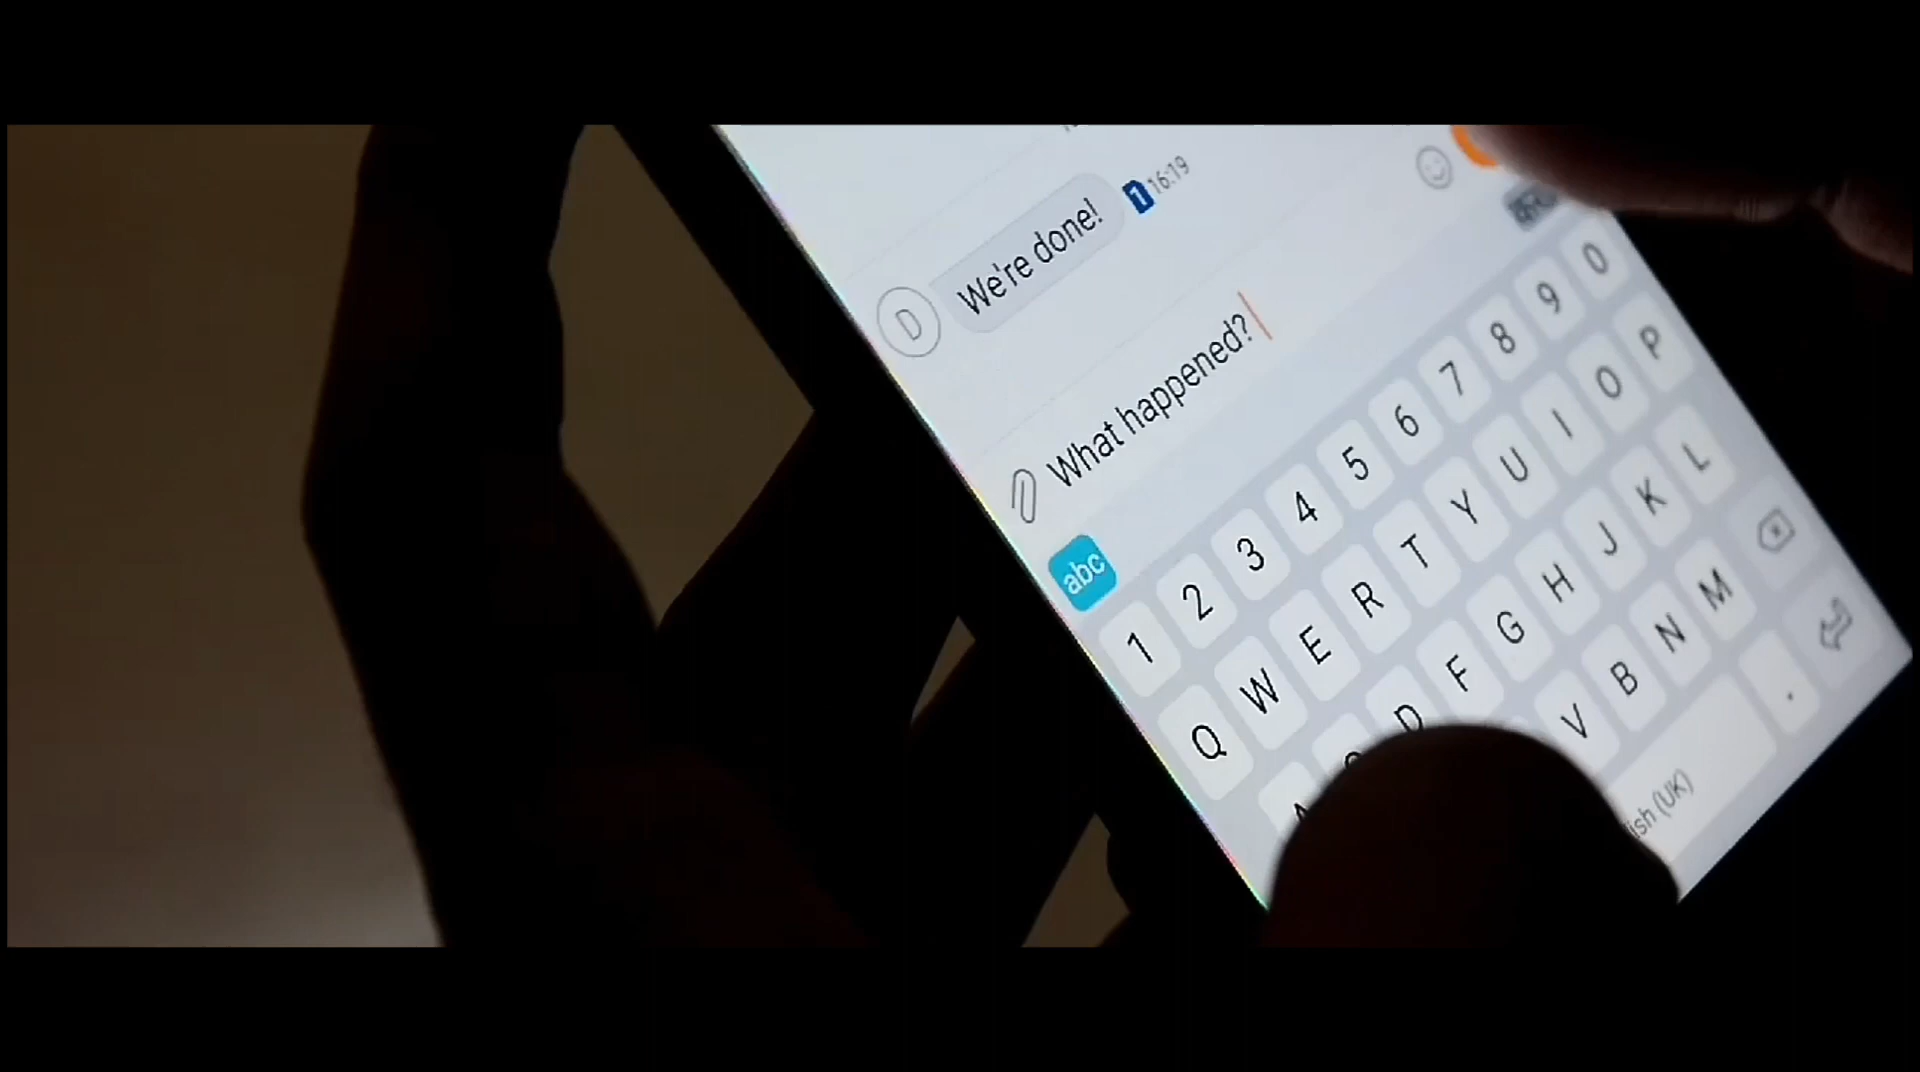 We're done!
1 16:19
D
What happened?
abc
1 2 3 4 5 6 7 8 9 0
Q W E R T Y U I O P
D F G H J K L
V B N M
(UK) .